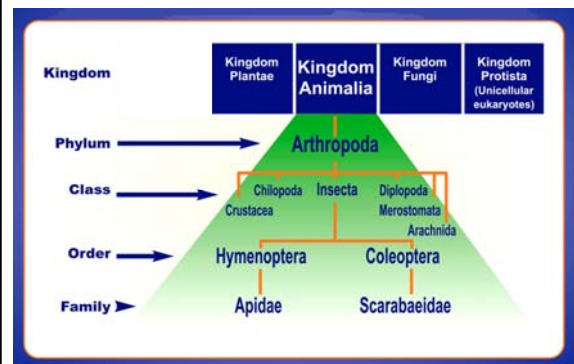 Kingdom
Kingdom
Plantae
Kingdom
Animalia
Kingdom
Fungi
Kingdom
Protista
(Unicellular
eukaryotes)
Phylum
Arthropoda
Class
Chilopoda
Insecta
Diplopoda
Crustacea
Merostomata
Arachnida
Order
Hymenoptera
Coleoptera
Family
Apidae
Scarabaeidae